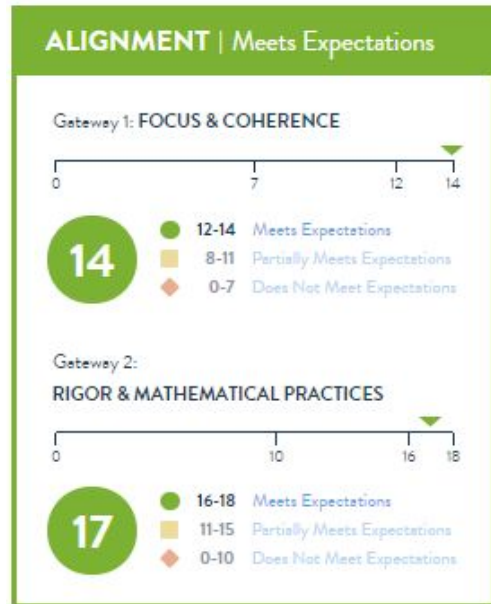 ALIGNMENT | Meets Expectations
Gateway 1: FOCUS & COHERENCE
0 7 12 14
14
12-14 Meets Expectations
8-11 Partially Meets Expectations
0-7 Does Not Meet Expectations
Gateway 2:
RIGOR & MATHEMATICAL PRACTICES
0 10 16 18
17
16-18 Meets Expectations
11-15 Partially Meets Expectations
0-10 Does Not Meet Expectations